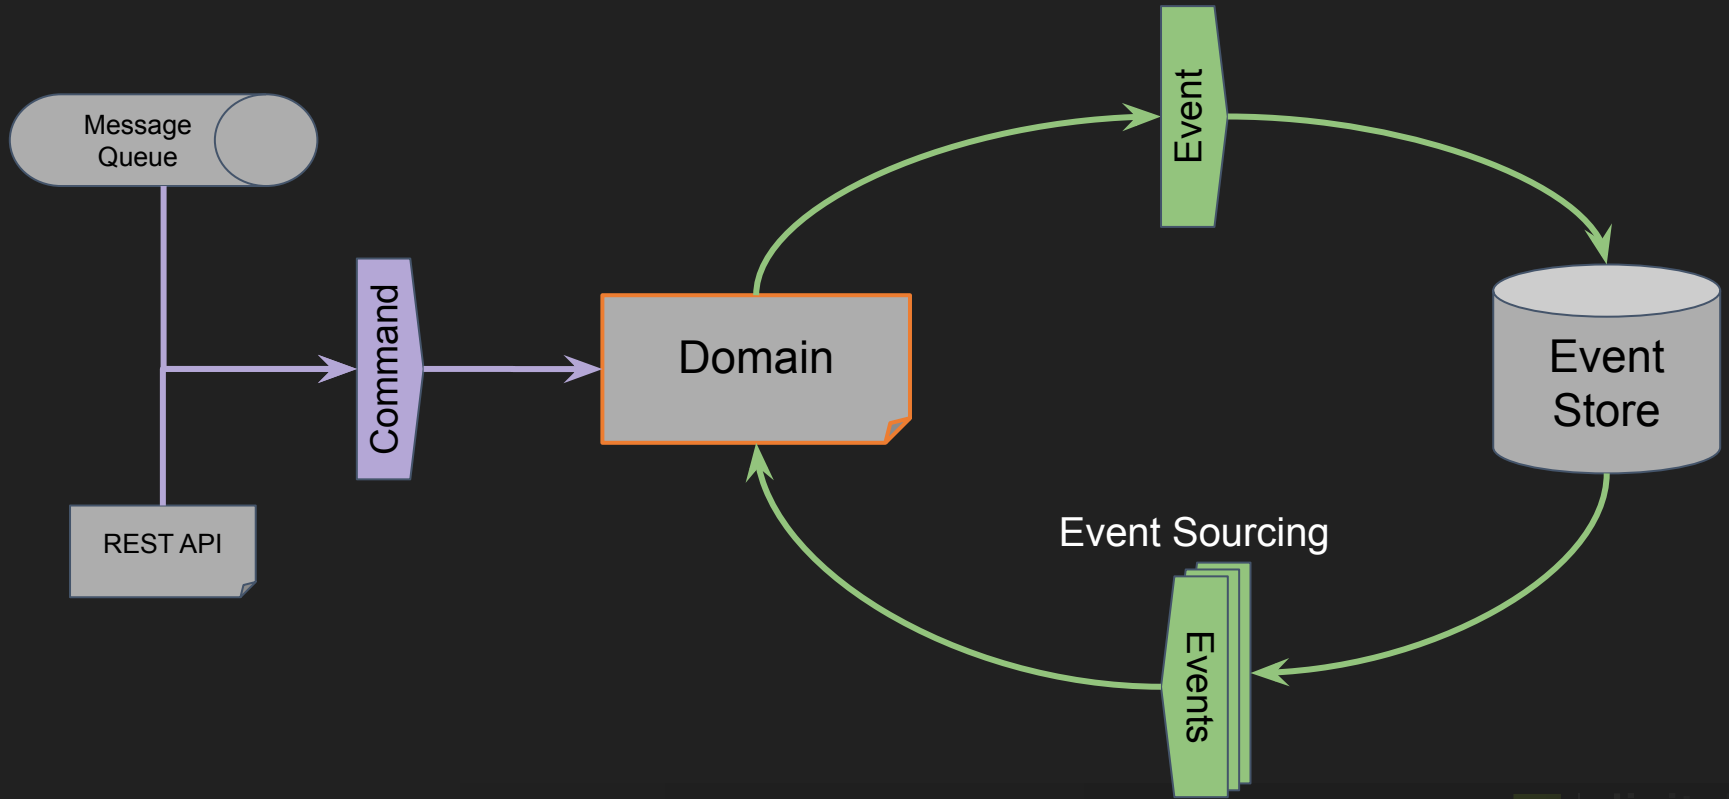 Message
Queue
REST API
Command
Domain
Event
Event
Store
Event Sourcing
Events